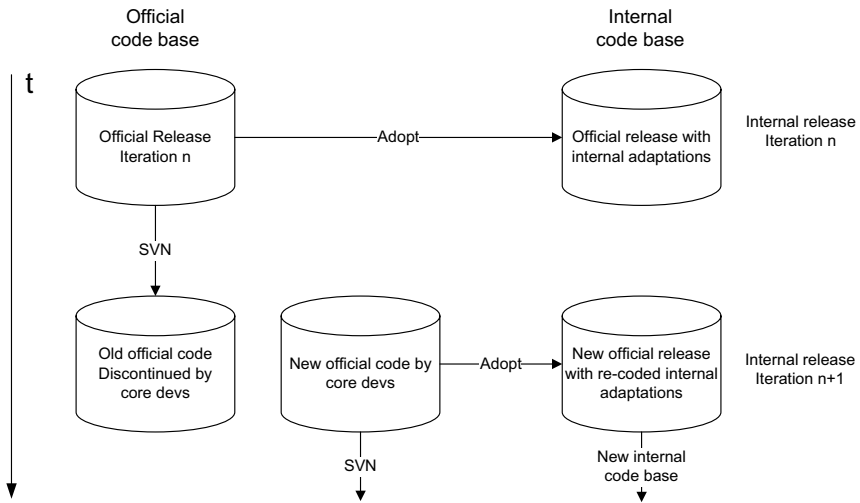 Official
code base
Internal
code base
t
Official Release
Iteration n
Adopt
Official release with
internal adaptations
Internal release
Iteration n
SVN
Old official code
Discontinued by
core devs
New official code by
core devs
Adopt
New official release
with re-coded internal
adaptations
Internal release
Iteration n+1
SVN
New internal
code base